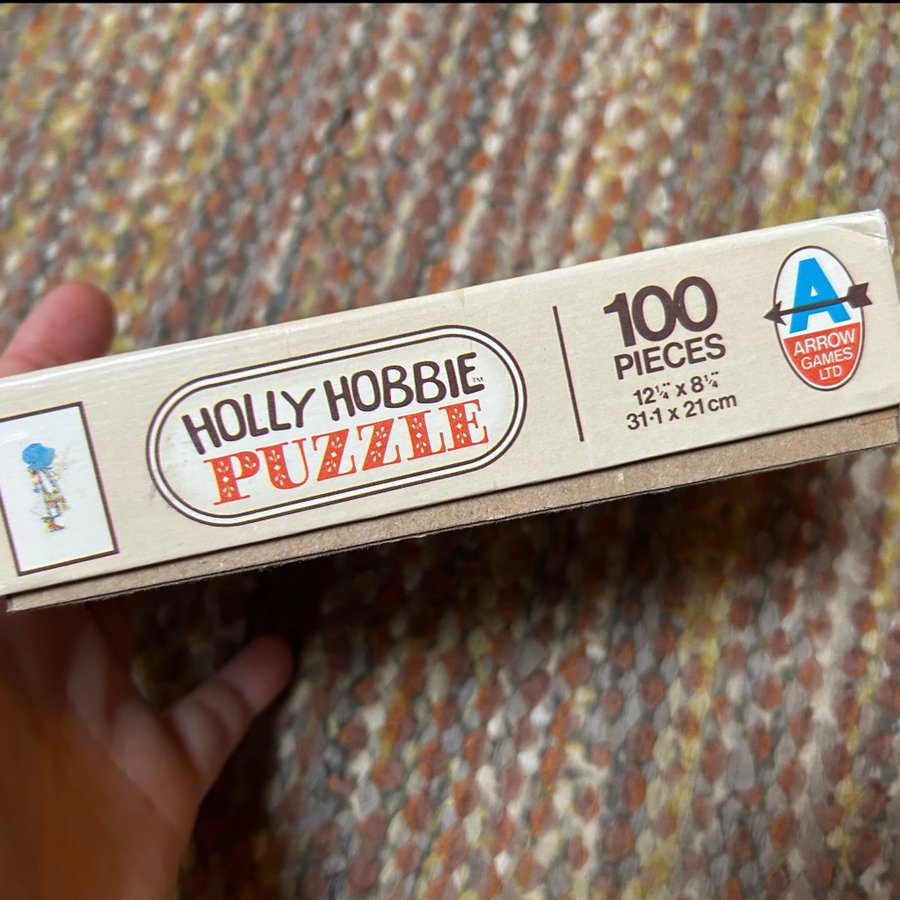 HOLLY HOBBIE™
PUZZLE
100
PIECES
12¼" x 8¼"
31·1 x 21 cm
A
ARROW
GAMES
LTD